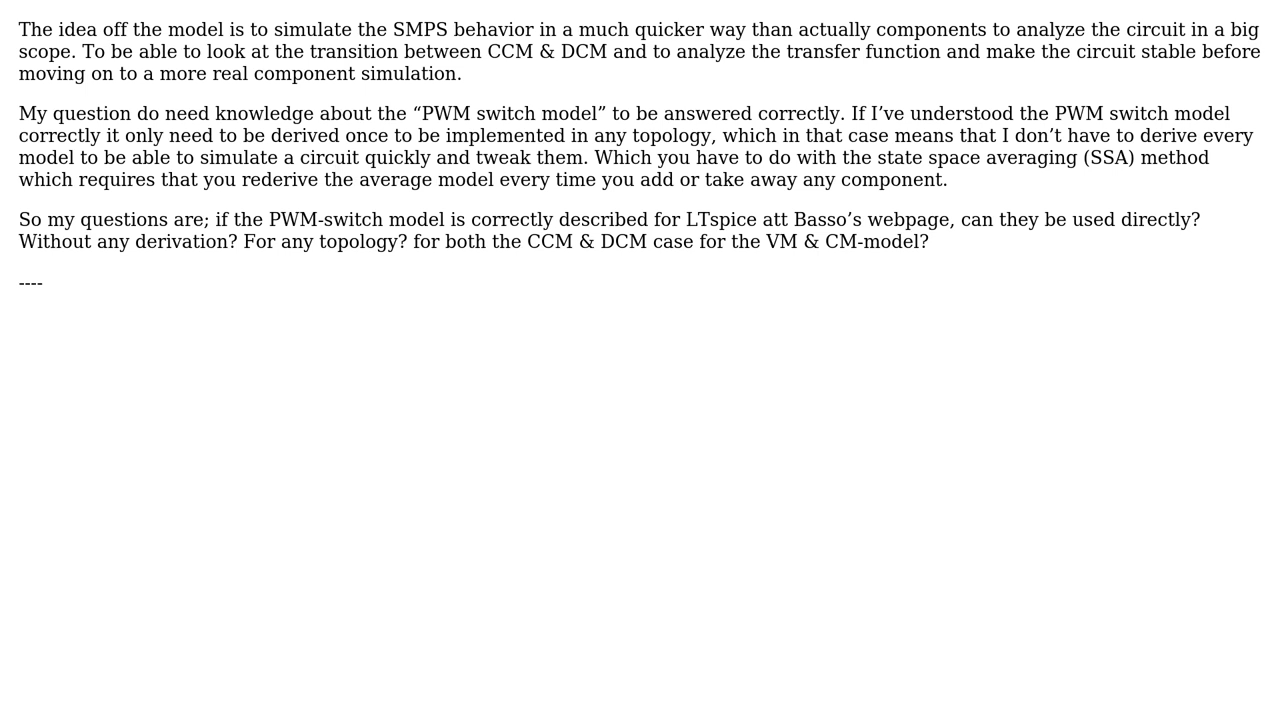 The idea off the model is to simulate the SMPS behavior in a much quicker way than actually components to analyze the circuit in a big
scope. To be able to look at the transition between CCM & DCM and to analyze the transfer function and make the circuit stable before
moving on to a more real component simulation.
My question do need knowledge about the “PWM switch model” to be answered correctly. If I’ve understood the PWM switch model
correctly it only need to be derived once to be implemented in any topology, which in that case means that I don’t have to derive every
model to be able to simulate a circuit quickly and tweak them. Which you have to do with the state space averaging (SSA) method
which requires that you rederive the average model every time you add or take away any component.
So my questions are; if the PWM-switch model is correctly described for LTspice att Basso’s webpage, can they be used directly?
Without any derivation? For any topology? for both the CCM & DCM case for the VM & CM-model?
----